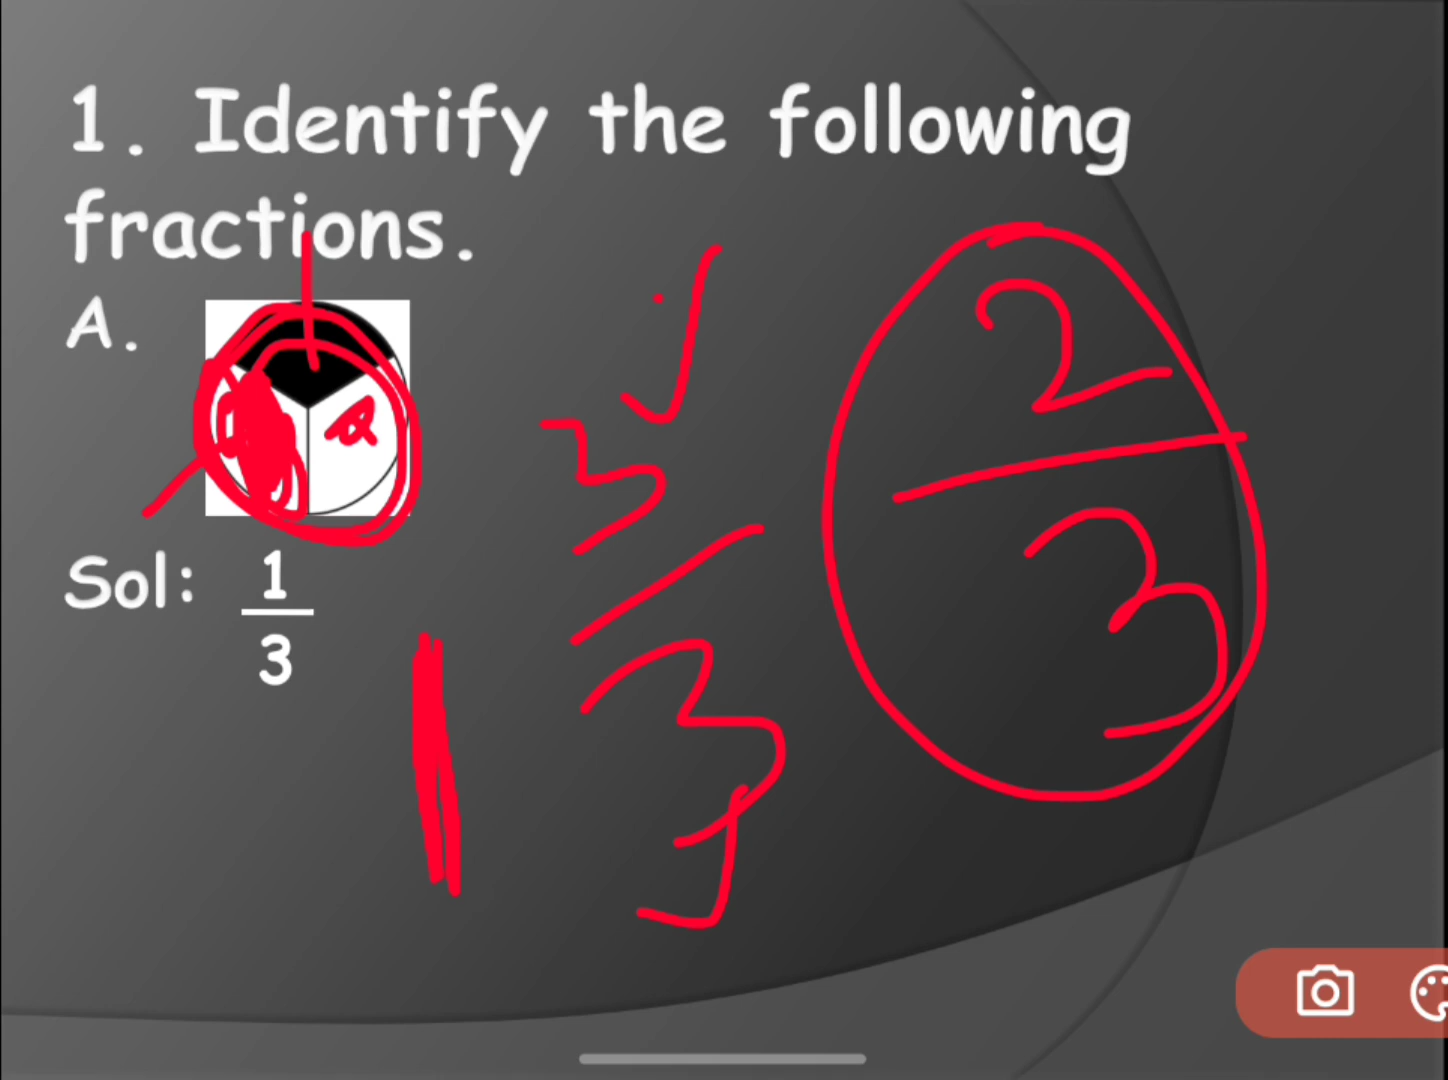 1. Identify the following
fractions.
A.
Sol: 1
3
3
3
2
3